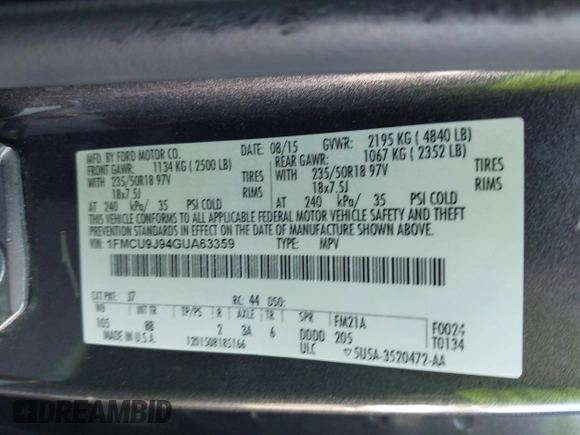 MFD. BY FORD MOTOR CO. DATE: 08/15 GVWR: 2195 KG ( 4840 LB)
FRONT GAWR: 1134 KG ( 2500 LB) REAR GAWR: 1067 KG ( 2352 LB)
WITH 235/50R18 97V TIRES WITH 235/50R18 97V TIRES
18x7.5J RIMS 18x7.5J RIMS
AT 240 kPa/ 35 PSI COLD AT 240 kPa/ 35 PSI COLD
THIS VEHICLE CONFORMS TO ALL APPLICABLE FEDERAL MOTOR VEHICLE SAFETY AND THEFT
PREVENTION STANDARDS IN EFFECT ON THE DATE OF MANUFACTURE SHOWN ABOVE.
VIN: 1FMCU9J94GUA63359 TYPE: MPV
EXT PNT: J7 RC: 44 DSO:
WB INT TR TP/PS R AXLE TR SPR FM21A F0024
105 BB 2 3A 6 DDDD 205 T0134
MADE IN U.S.A. 1201508185166 ULC 5U5A-3520472-AA
DREAMBID